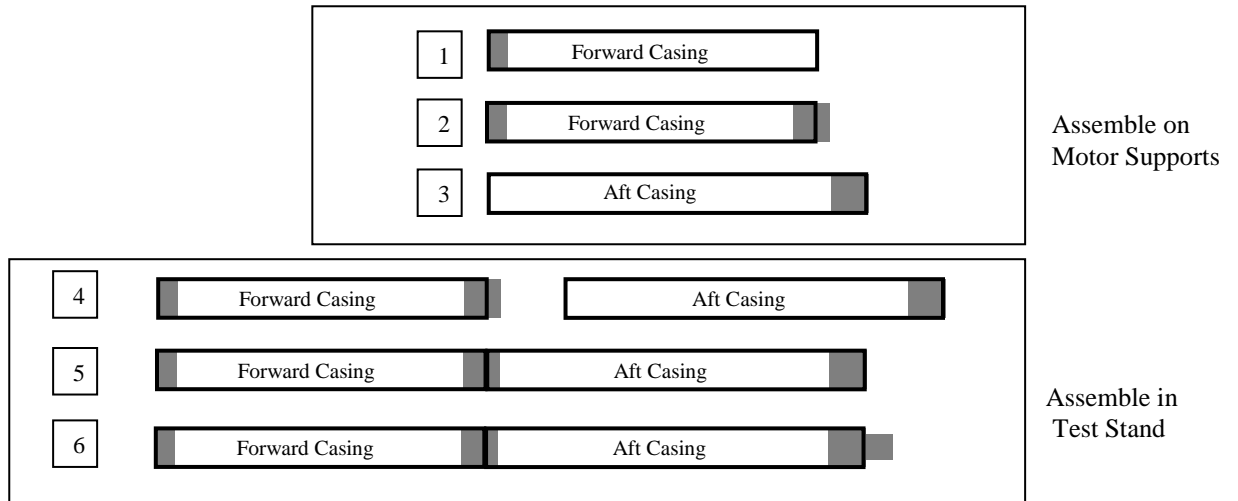 1
Forward Casing
2
Forward Casing
3
Aft Casing
Assemble on
Motor Supports
4
Forward Casing
Aft Casing
5
Forward Casing
Aft Casing
6
Forward Casing
Aft Casing
Assemble in
Test Stand